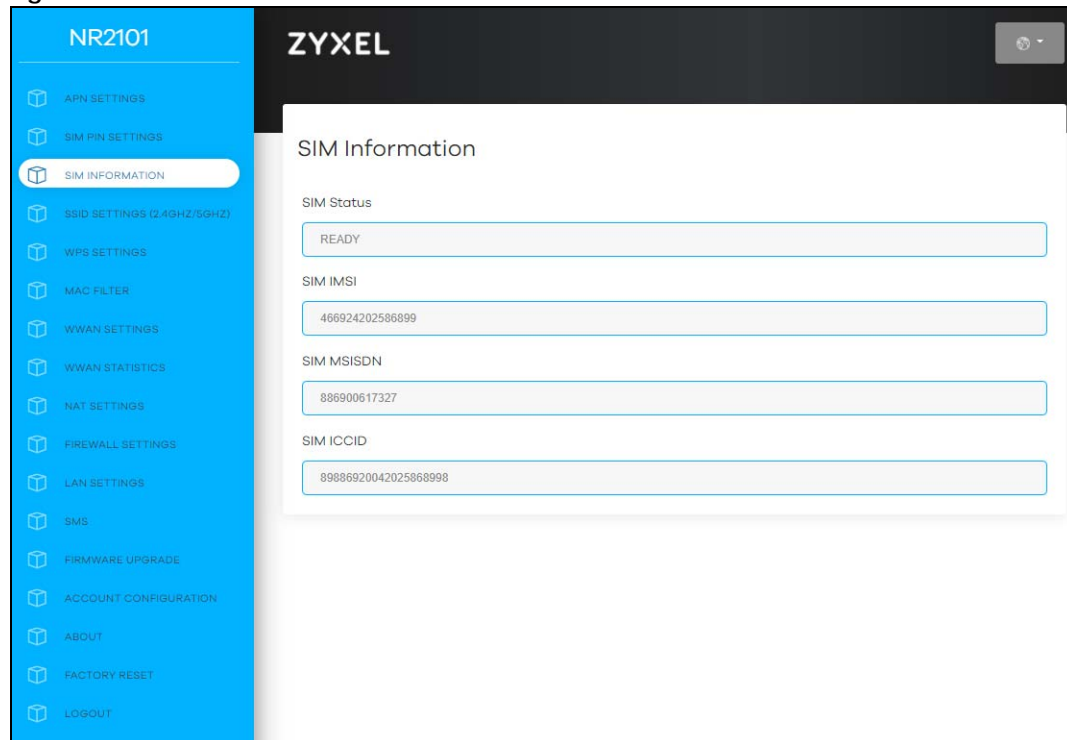 NR2101
APN SETTINGS
SIM PIN SETTINGS
SIM INFORMATION
SSID SETTINGS (2.4GHZ/5GHZ)
WPS SETTINGS
MAC FILTER
WWAN SETTINGS
WWAN STATISTICS
NAT SETTINGS
FIREWALL SETTINGS
LAN SETTINGS
SMS
FIRMWARE UPGRADE
ACCOUNT CONFIGURATION
ABOUT
FACTORY RESET
LOGOUT
ZYXEL
SIM Information
SIM Status
READY
SIM IMSI
466924202586899
SIM MSISDN
886900617327
SIM ICCID
89886920042025868998